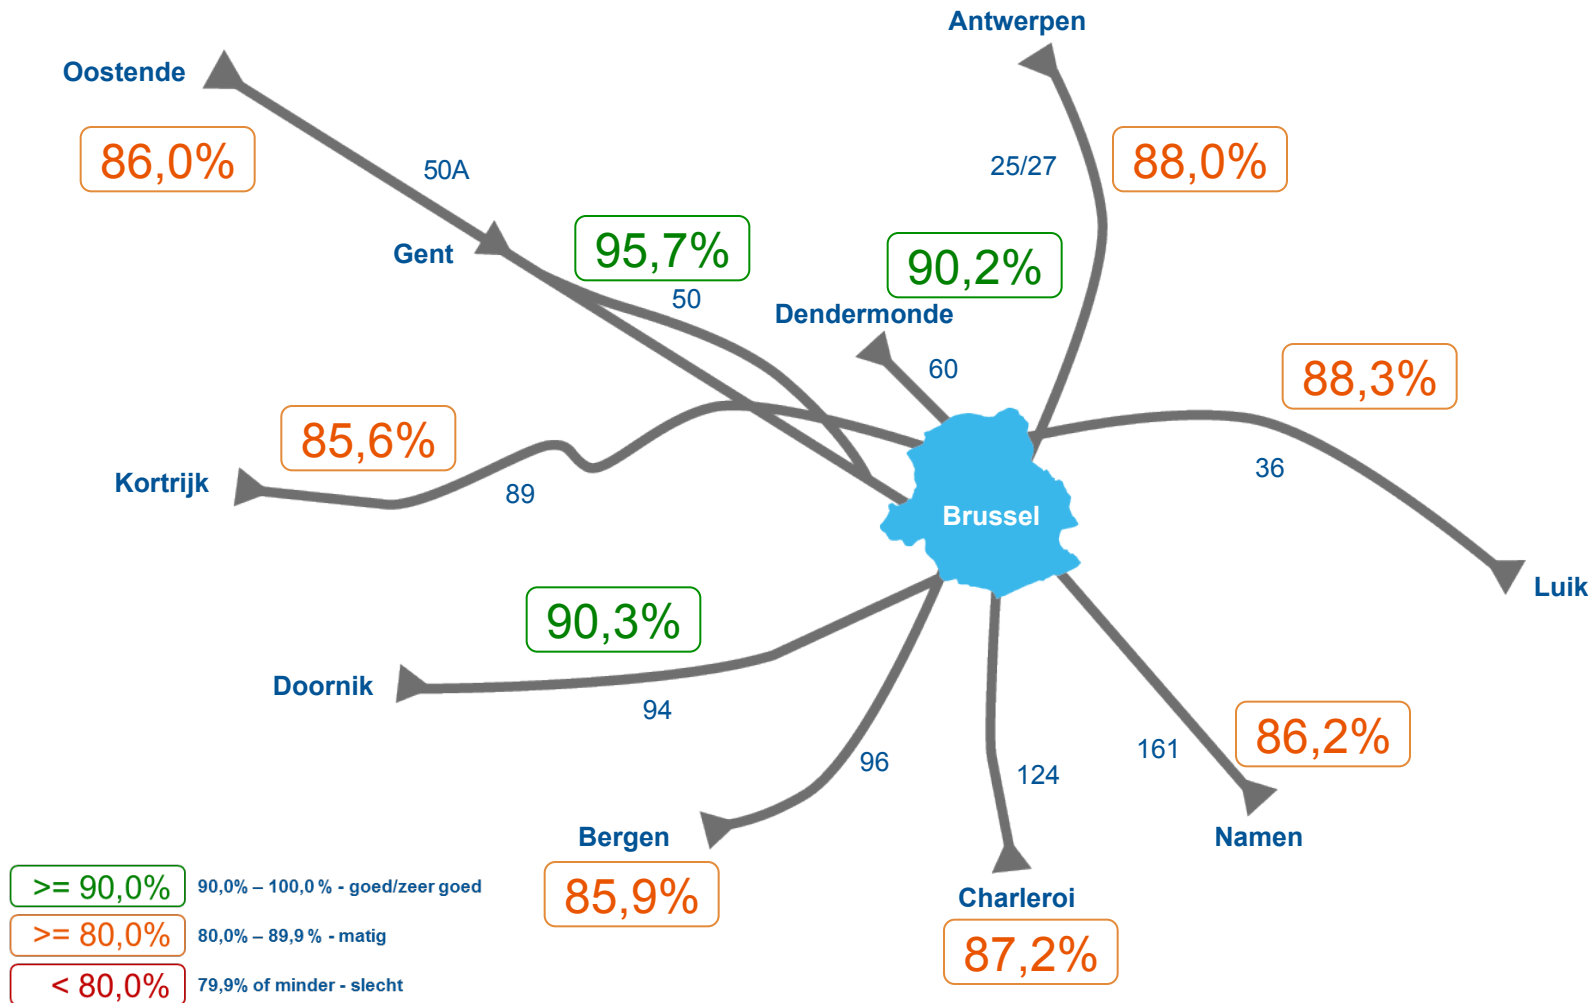 Antwerpen
Oostende
86,0%
50A
25/27
88,0%
Gent
95,7%
50
90,2%
Dendermonde
60
88,3%
36
85,6%
Kortrijk
89
Brussel
Luik
90,3%
Doornik
94
96
124
161
86,2%
Namen
Bergen
85,9%
Charleroi
87,2%
>= 90,0% 90,0% – 100,0 % - goed/zeer goed
>= 80,0% 80,0% – 89,9 % - matig
< 80,0% 79,9% of minder - slecht